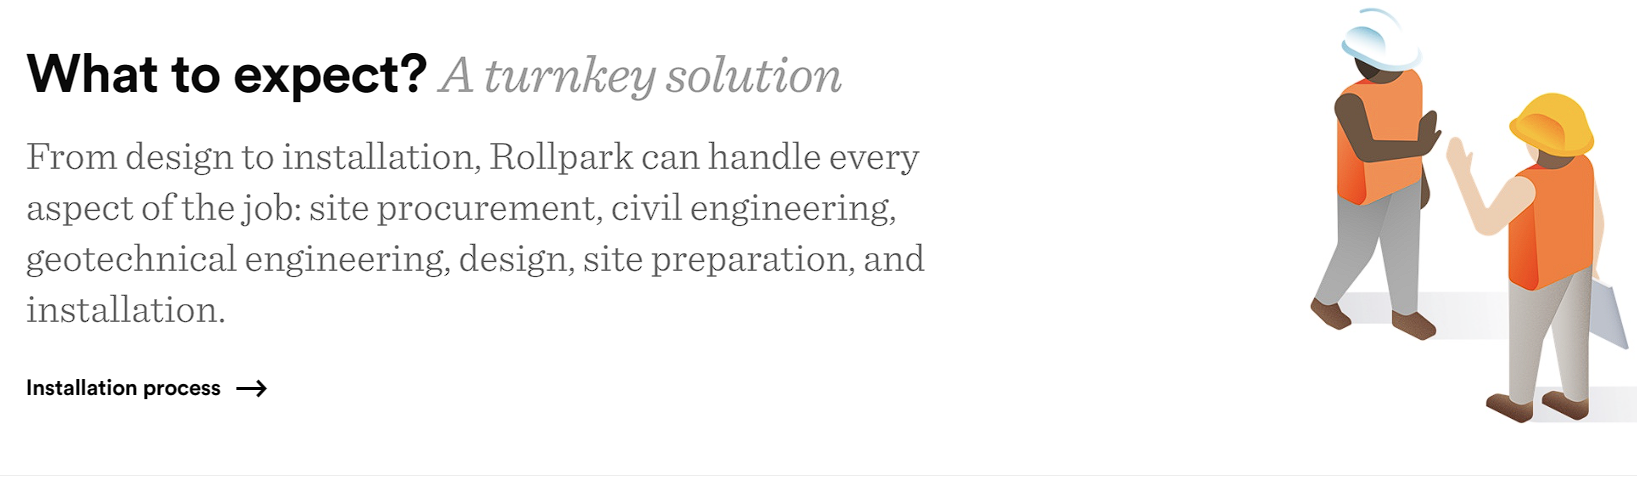 What to expect? A turnkey solution
From design to installation, Rollpark can handle every
aspect of the job: site procurement, civil engineering,
geotechnical engineering, design, site preparation, and
installation.
Installation process →